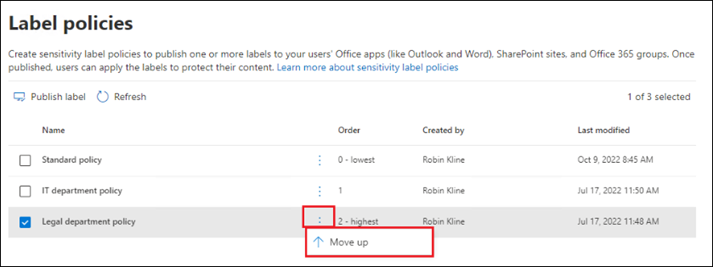 Label policies
Create sensitivity label policies to publish one or more labels to your users' Office apps (like Outlook and Word), SharePoint sites, and Office 365 groups. Once
published, users can apply the labels to protect their content. Learn more about sensitivity label policies
Publish label Refresh 1 of 3 selected
Name Order Created by Last modified
Standard policy 0 - lowest Robin Kline Oct 9, 2022 8:45 AM
IT department policy 1 Robin Kline Jul 17, 2022 11:50 AM
Legal department policy 2 - highest Robin Kline Jul 17, 2022 11:48 AM
Move up